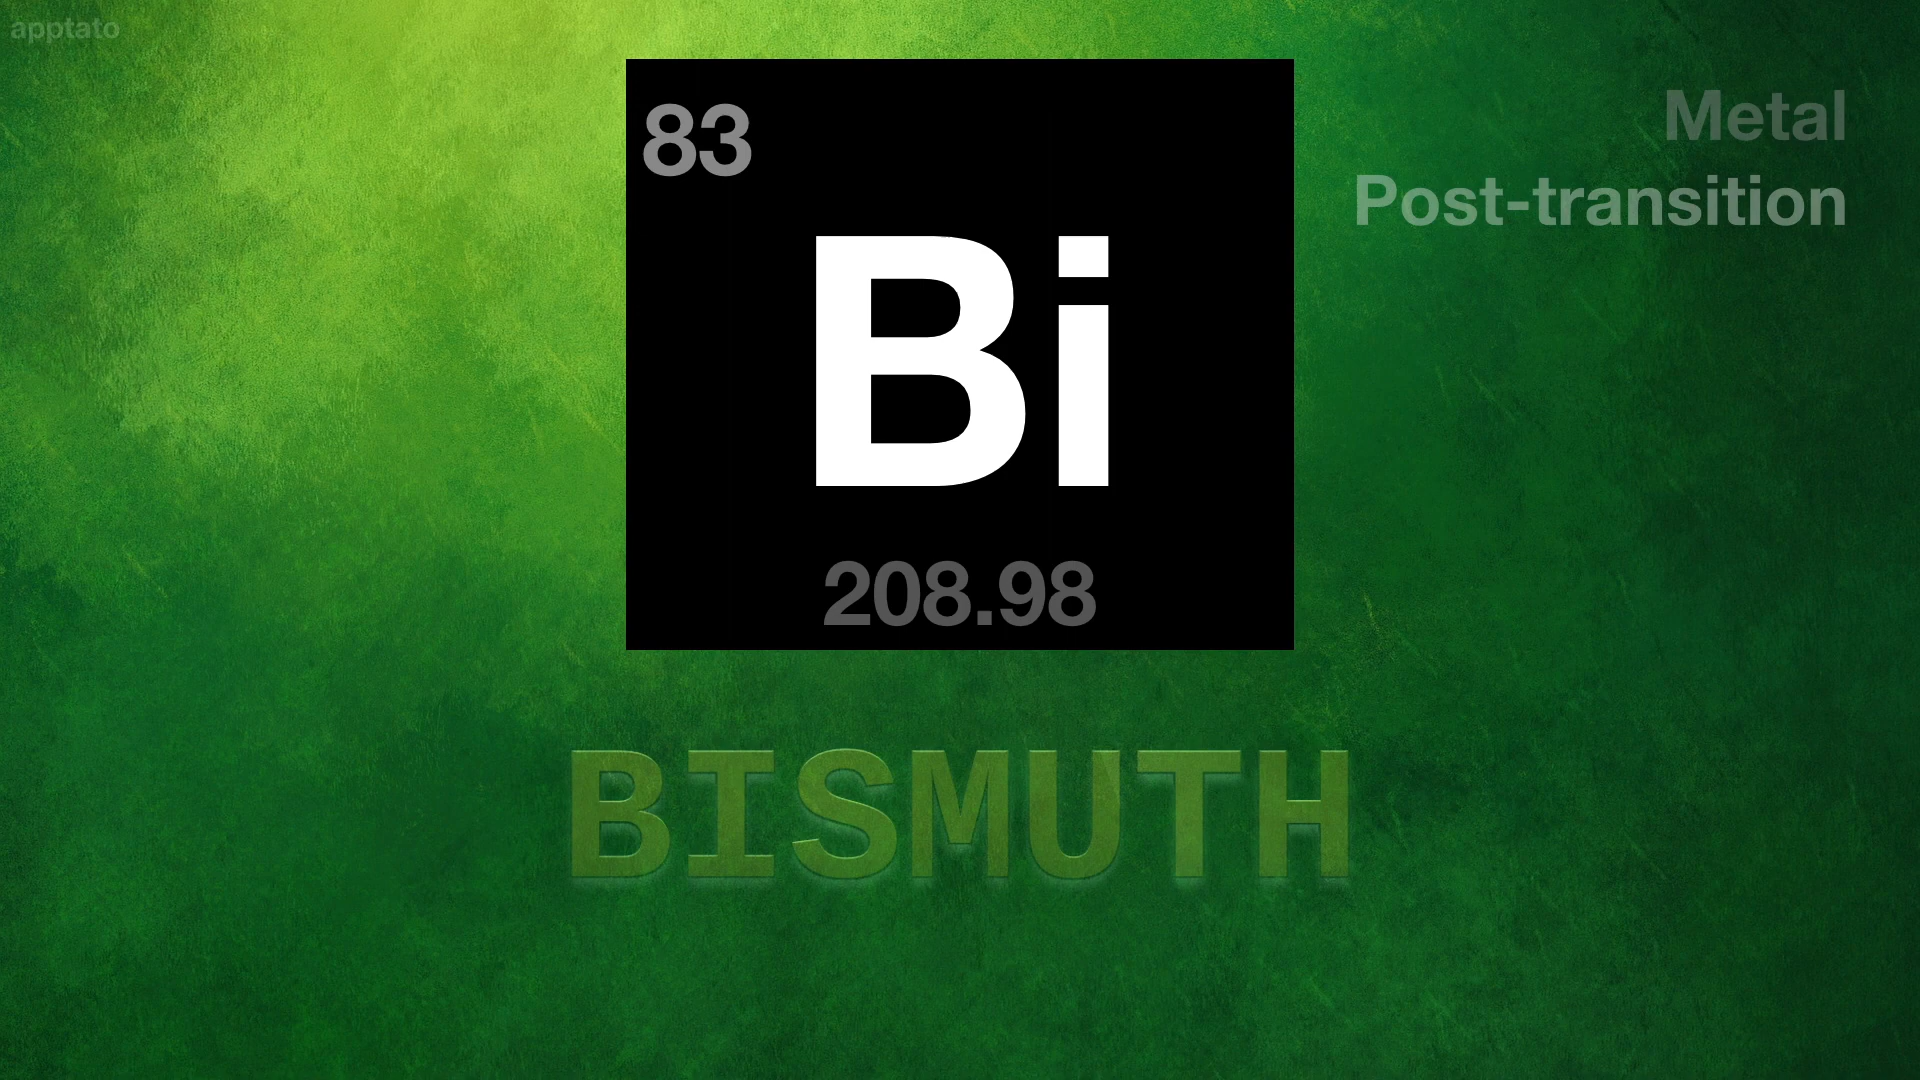 apptato
83
Metal
Post-transition
Bi
208.98
BISMUTH